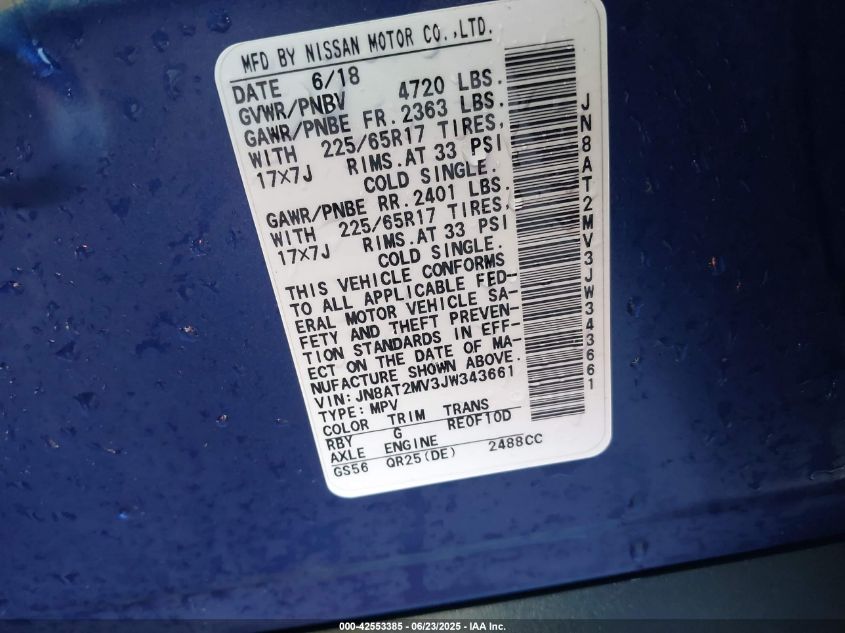 MFD BY NISSAN MOTOR CO.,LTD.
DATE 6/18
GVWR/PNBV 4720 LBS.
GAWR/PNBE FR. 2363 LBS.
WITH 225/65R17 TIRES,
17X7J RIMS.AT 33 PSI
COLD SINGLE.
GAWR/PNBE RR. 2401 LBS.
WITH 225/65R17 TIRES,
17X7J RIMS.AT 33 PSI
COLD SINGLE.
THIS VEHICLE CONFORMS
TO ALL APPLICABLE FED-
ERAL MOTOR VEHICLE SA-
FETY AND THEFT PREVEN-
TION STANDARDS IN EFF-
ECT ON THE DATE OF MA-
NUFACTURE SHOWN ABOVE.
VIN:JN8AT2MV3JW343661
TYPE:MPV
COLOR TRIM TRANS
RBY G RE0F10D
AXLE ENGINE
GS56 QR25(DE) 2488CC
JN8AT2MV3JW343661
000-42553385 - 06/23/2025 - IAA Inc.